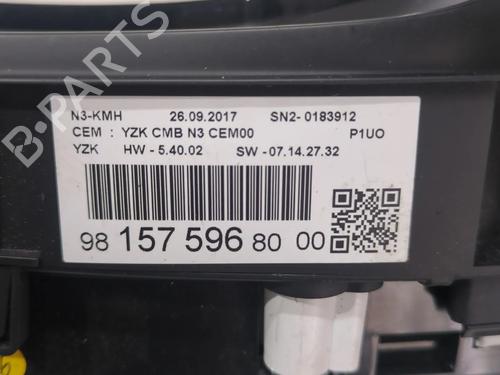 N3-KMH 26.09.2017 SN2- 0183912
CEM : YZK CMB N3 CEM00 P1UO
YZK HW - 5.40.02 SW -07.14.27.32
98 157 596 80 00
B-PARTS